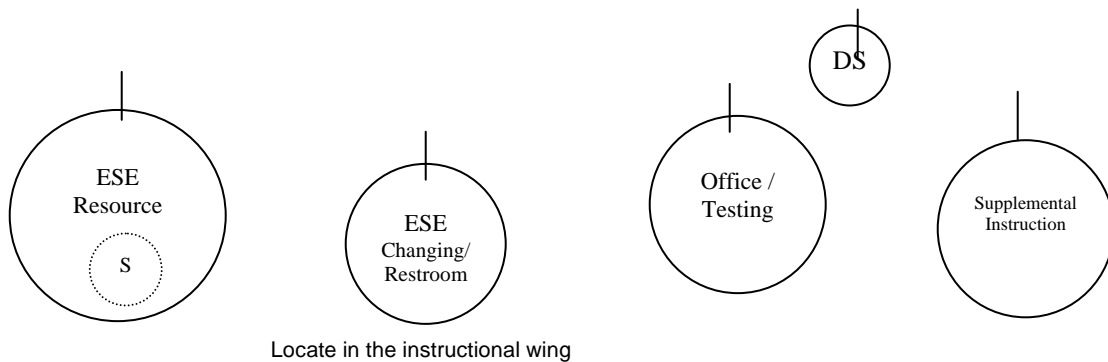 ESE
Resource
S
ESE
Changing/
Restroom
Locate in the instructional wing
Office /
Testing
DS
Supplemental
Instruction